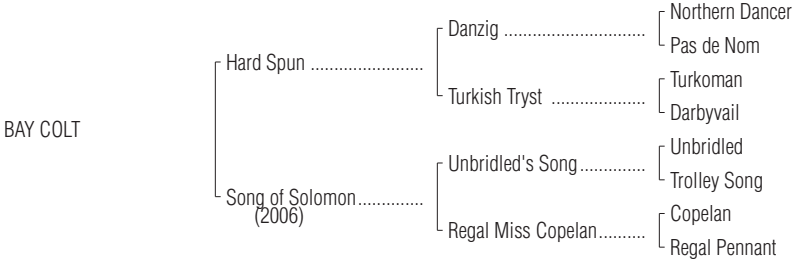 Northern Dancer
Danzig ..............................
Pas de Nom
Hard Spun ........................
Turkoman
Turkish Tryst ....................
Darbyvail
BAY COLT
Unbridled
Unbridled's Song..............
Trolley Song
Song of Solomon..............
(2006)
Copelan
Regal Miss Copelan..........
Regal Pennant